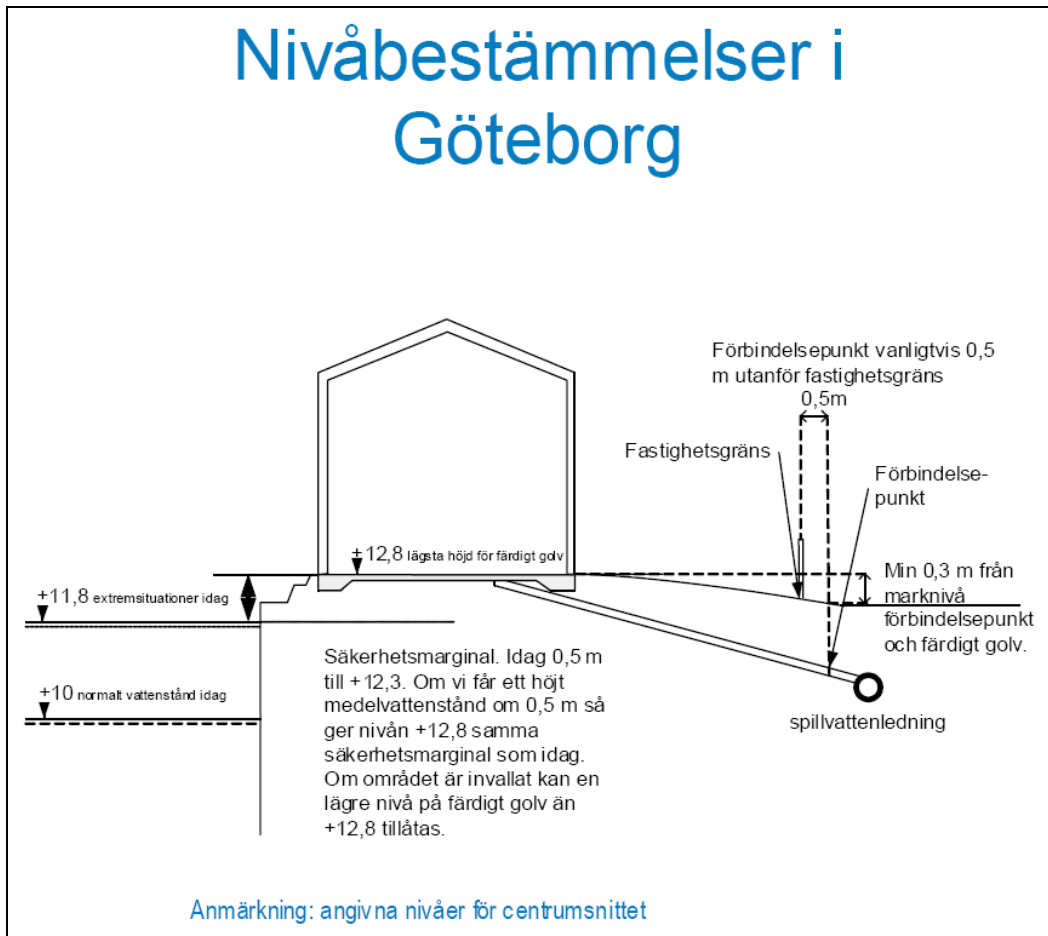 Nivåbestämmelser i
Göteborg
Förbindelsepunkt vanligtvis 0,5
m utanför fastighetsgräns
0,5m
Fastighetsgräns
Förbindelse-
punkt
+12,8 lägsta höjd för färdigt golv
+11,8 extremsituationer idag
Min 0,3 m från
marknivå
förbindelsepunkt
och färdigt golv.
Säkerhetsmarginal. Idag 0,5 m
till +12,3. Om vi får ett höjt
medelvattenstånd om 0,5 m så
ger nivån +12,8 samma
säkerhetsmarginal som idag.
Om området är invallat kan en
lägre nivå på färdigt golv än
+12,8 tillåtas.
+10 normalt vattenstånd idag
spillvattenledning
Anmärkning: angivna nivåer för centrumsnittet